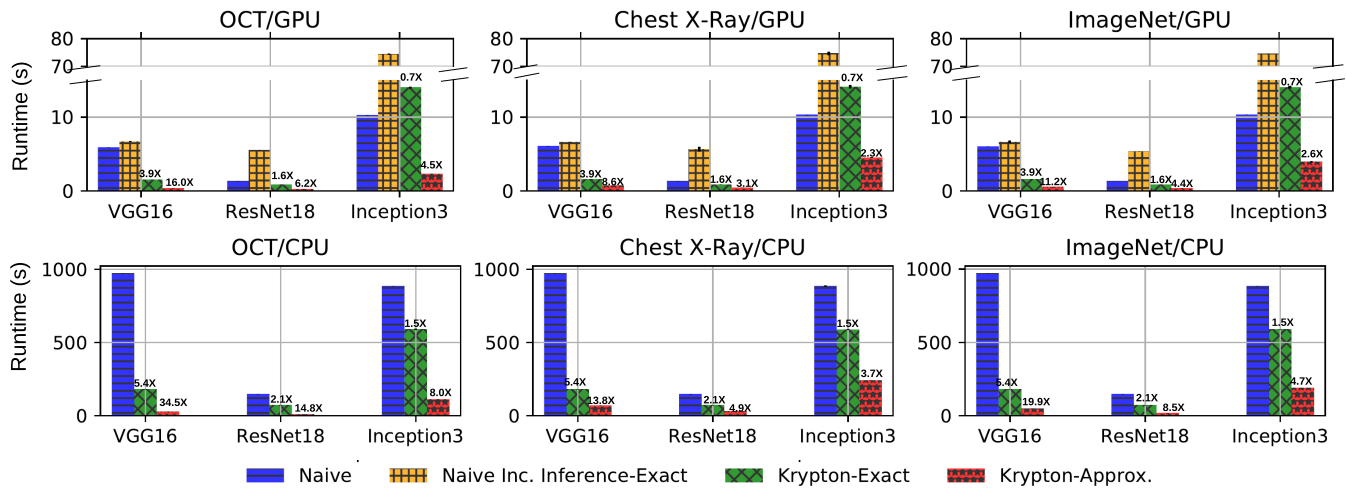 OCT/GPU
Chest X-Ray/GPU
ImageNet/GPU
Runtime (s)
80
70
10
0
3.9X
16.0X
1.6X
6.2X
0.7X
4.5X
VGG16
ResNet18
Inception3
80
70
10
0
3.9X
8.6X
1.6X
3.1X
0.7X
2.3X
VGG16
ResNet18
Inception3
80
70
10
0
3.9X
11.2X
1.6X
4.4X
0.7X
2.6X
VGG16
ResNet18
Inception3
OCT/CPU
Chest X-Ray/CPU
ImageNet/CPU
Runtime (s)
1000
500
0
5.4X
34.5X
2.1X
14.8X
1.5X
8.0X
VGG16
ResNet18
Inception3
1000
500
0
5.4X
13.8X
2.1X
4.9X
1.5X
3.7X
VGG16
ResNet18
Inception3
1000
500
0
5.4X
19.9X
2.1X
8.5X
1.5X
4.7X
VGG16
ResNet18
Inception3
Naive
Naive Inc. Inference-Exact
Krypton-Exact
Krypton-Approx.